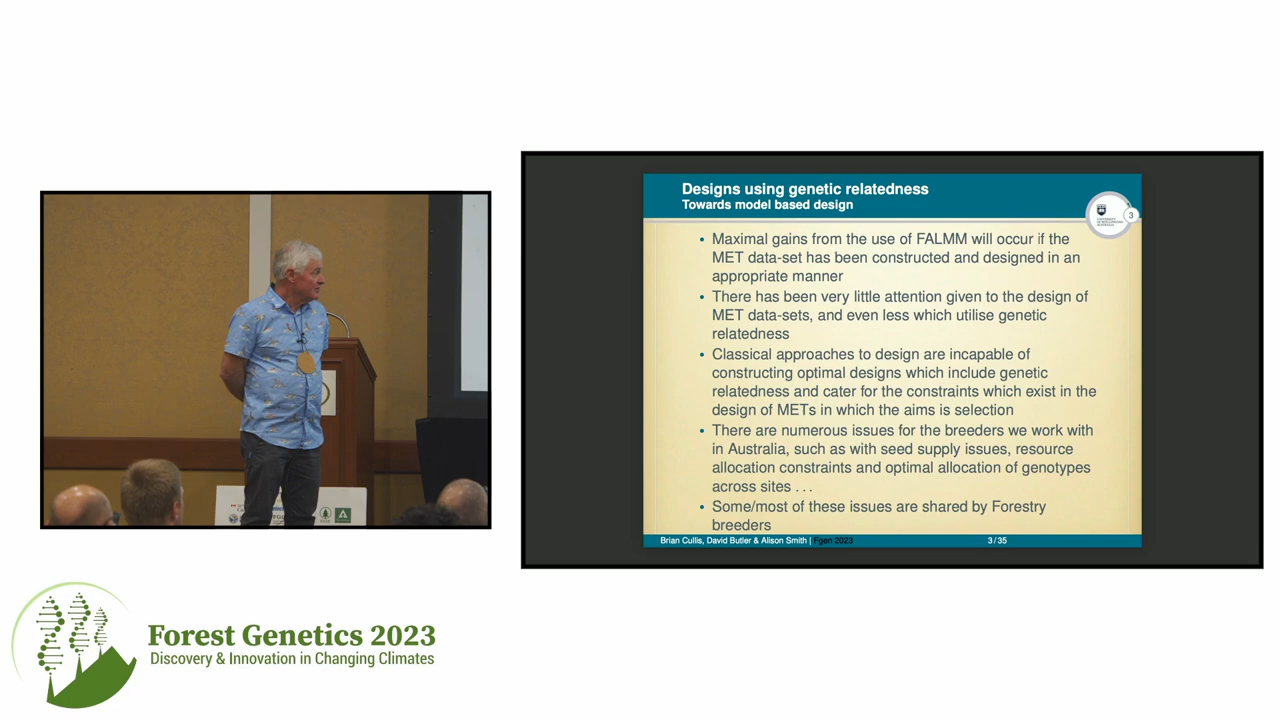 Designs using genetic relatedness
Towards model based design
3
• Maximal gains from the use of FALMM will occur if the
MET data-set has been constructed and designed in an
appropriate manner
• There has been very little attention given to the design of
MET data-sets, and even less which utilise genetic
relatedness
• Classical approaches to design are incapable of
constructing optimal designs which include genetic
relatedness and cater for the constraints which exist in the
design of METs in which the aims is selection
• There are numerous issues for the breeders we work with
in Australia, such as with seed supply issues, resource
allocation constraints and optimal allocation of genotypes
across sites . . .
• Some/most of these issues are shared by Forestry
breeders
Brian Cullis, David Butler & Alison Smith | Fgen 2023
3 / 35
Forest Genetics 2023
Discovery & Innovation in Changing Climates